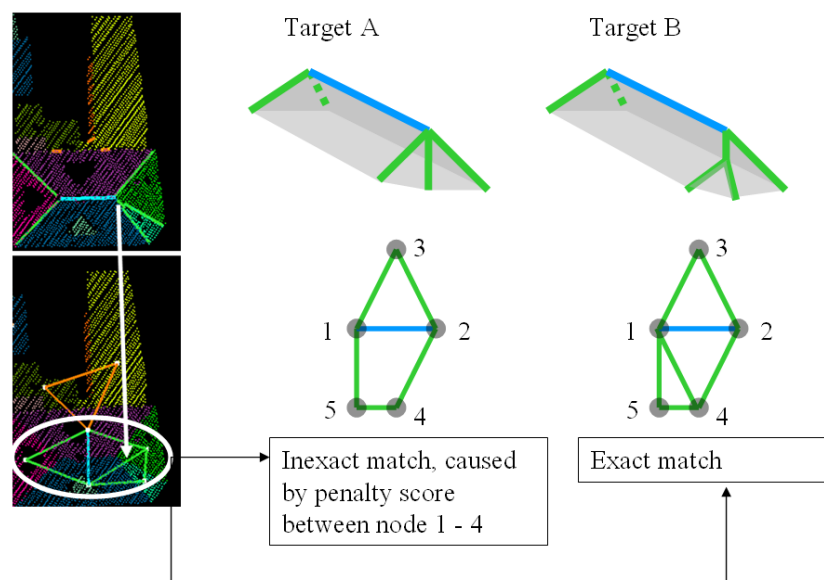 Target A
Target B
3
1
2
5
4
3
1
2
5
4
Inexact match, caused
by penalty score
between node 1 - 4
Exact match